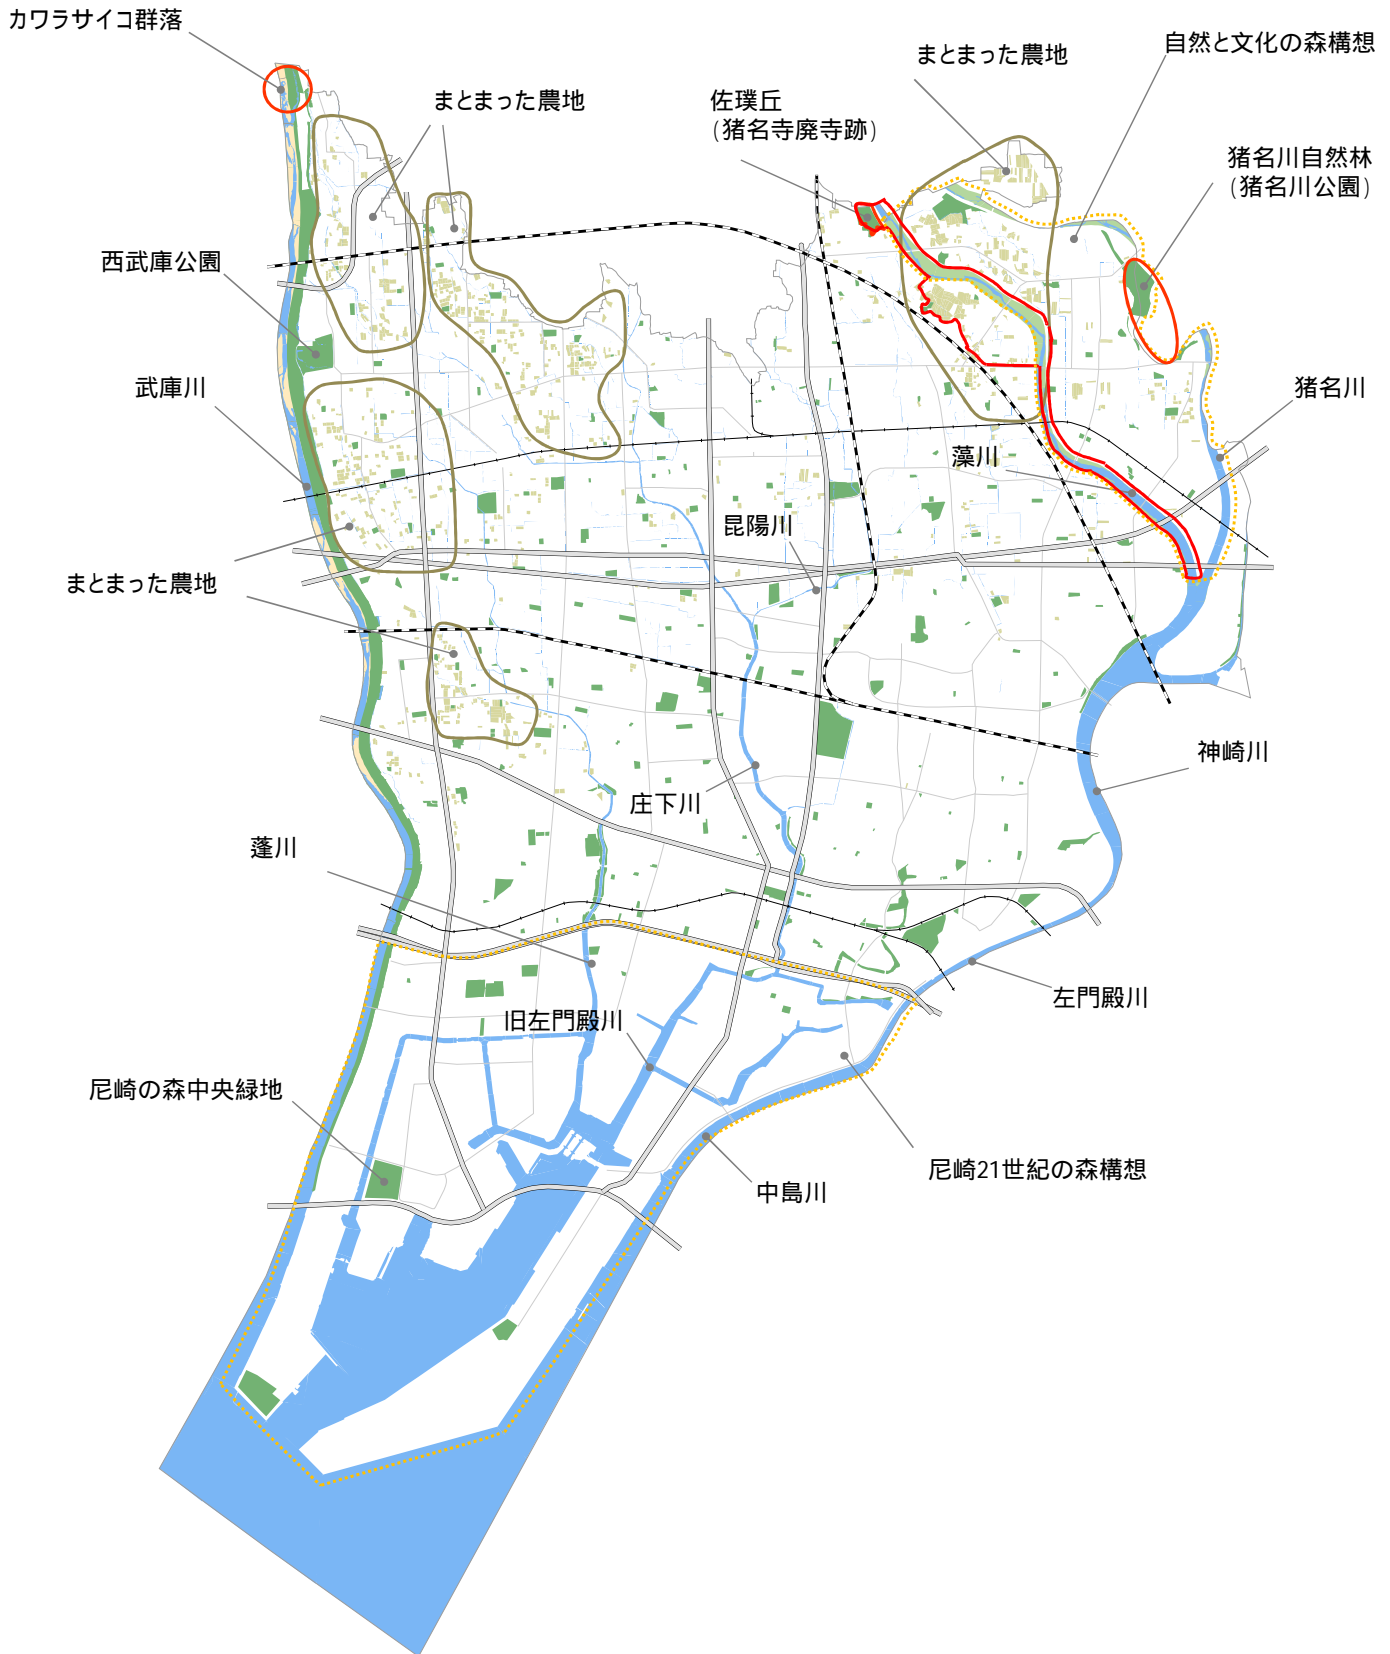 カワラサイコ群落
まとまった農地
自然と文化の森構想
まとまった農地
佐璞丘
(猪名寺廃寺跡)
猪名川自然林
(猪名川公園)
西武庫公園
武庫川
猪名川
藻川
昆陽川
まとまった農地
神崎川
庄下川
蓬川
左門殿川
旧左門殿川
尼崎の森中央緑地
尼崎21世紀の森構想
中島川